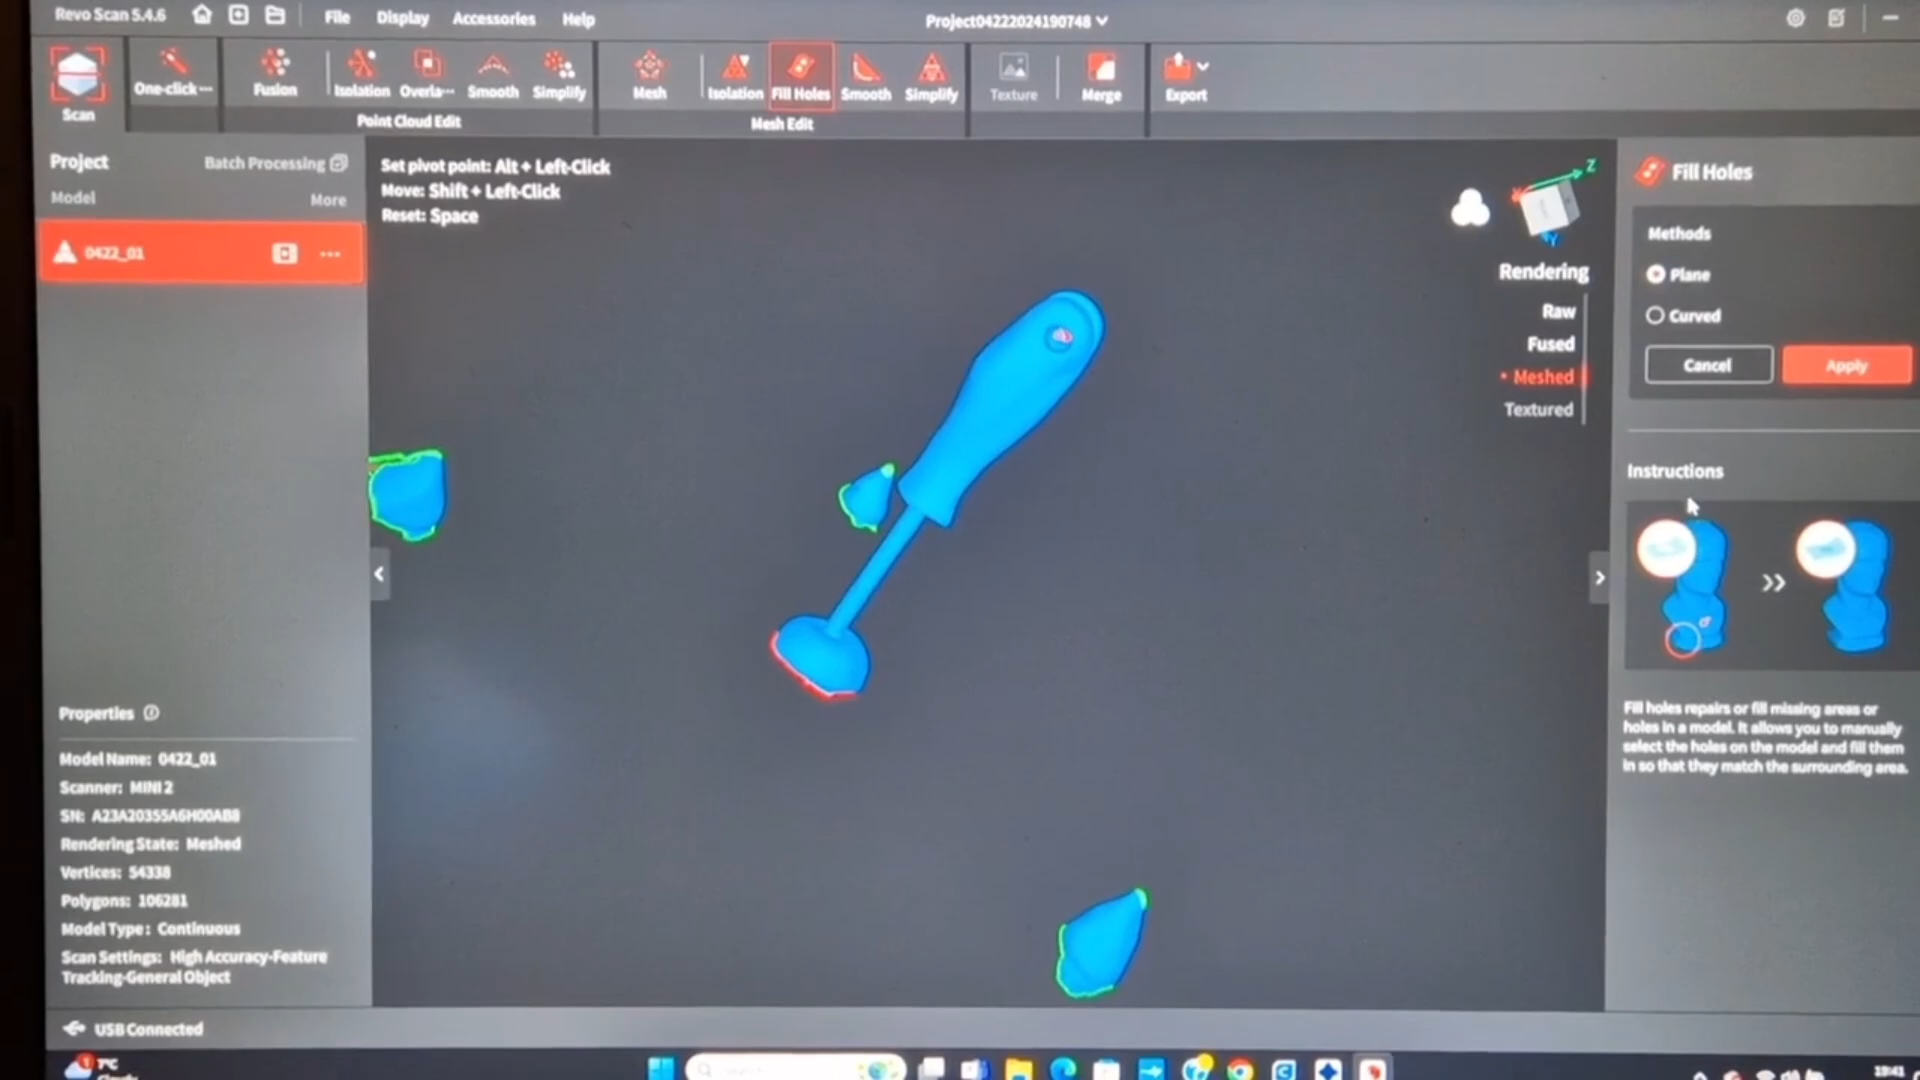 Revo Scan 5.4.6
File Display Accessories Help
Project04222024190748
Scan
One-click...
Fusion
Isolation Overla... Smooth Simplify
Point Cloud Edit
Mesh
Isolation Fill Holes Smooth Simplify
Mesh Edit
Texture
Merge
Export
Project Batch Processing
Model More
0422_01
Set pivot point: Alt + Left-Click
Move: Shift + Left-Click
Reset: Space
Z
Y
Rendering
Raw
Fused
• Meshed
Textured
Fill Holes
Methods
Plane
Curved
Cancel Apply
Instructions
Fill holes repairs or fill missing areas or
holes in a model. It allows you to manually
select the holes on the model and fill them
in so that they match the surrounding area.
Properties
Model Name: 0422_01
Scanner: MINI 2
SN: A23A20355A6H00AB8
Rendering State: Meshed
Vertices: 54338
Polygons: 106281
Model Type: Continuous
Scan Settings: High Accuracy-Feature
Tracking-General Object
USB Connected
7°C
Cloudy
Search
19:41